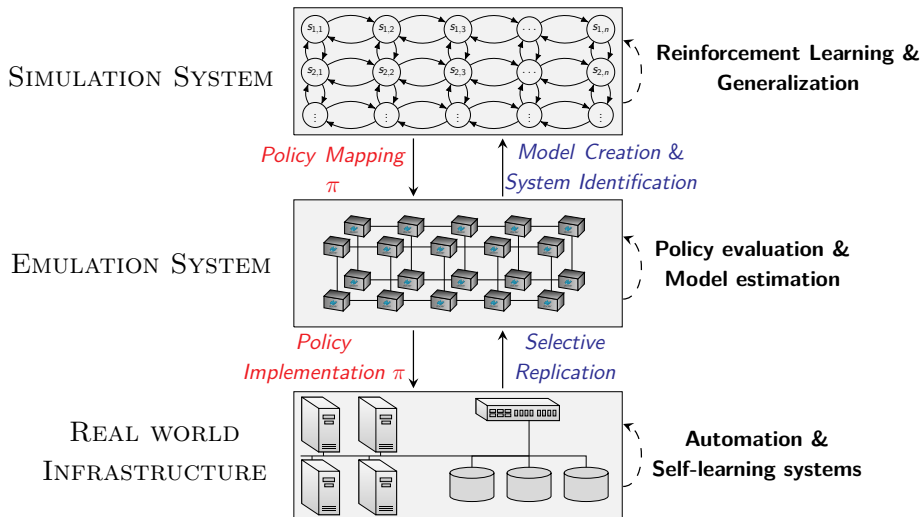 s1,1 s1,2 s1,3 ... s1,n
s2,1 s2,2 s2,3 ... s2,n
⋮ ⋮ ⋮ ⋮ ⋮
SIMULATION SYSTEM
Reinforcement Learning &
Generalization
Policy Mapping
π
Model Creation &
System Identification
EMULATION SYSTEM
Policy evaluation &
Model estimation
Policy
Implementation π
Selective
Replication
REAL WORLD
INFRASTRUCTURE
Automation &
Self-learning systems